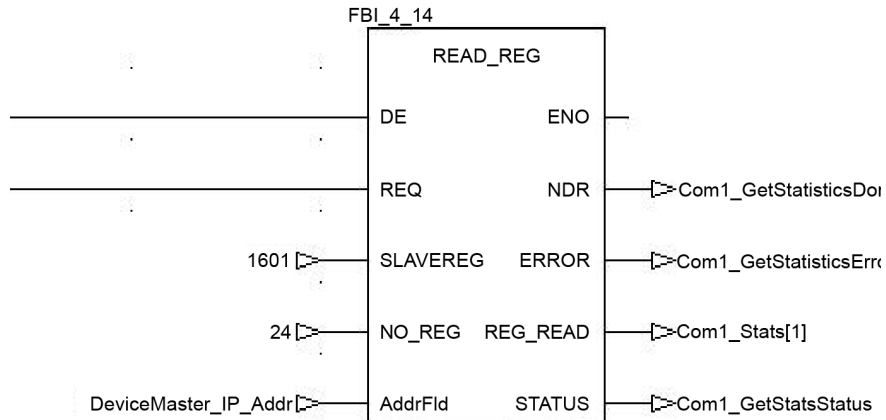 FBI_4_14
READ_REG
DE ENO
REQ NDR Com1_GetStatisticsDon
1601 SLAVEREG ERROR Com1_GetStatisticsErro
24 NO_REG REG_READ Com1_Stats[1]
DeviceMaster_IP_Addr AddrFld STATUS Com1_GetStatsStatus